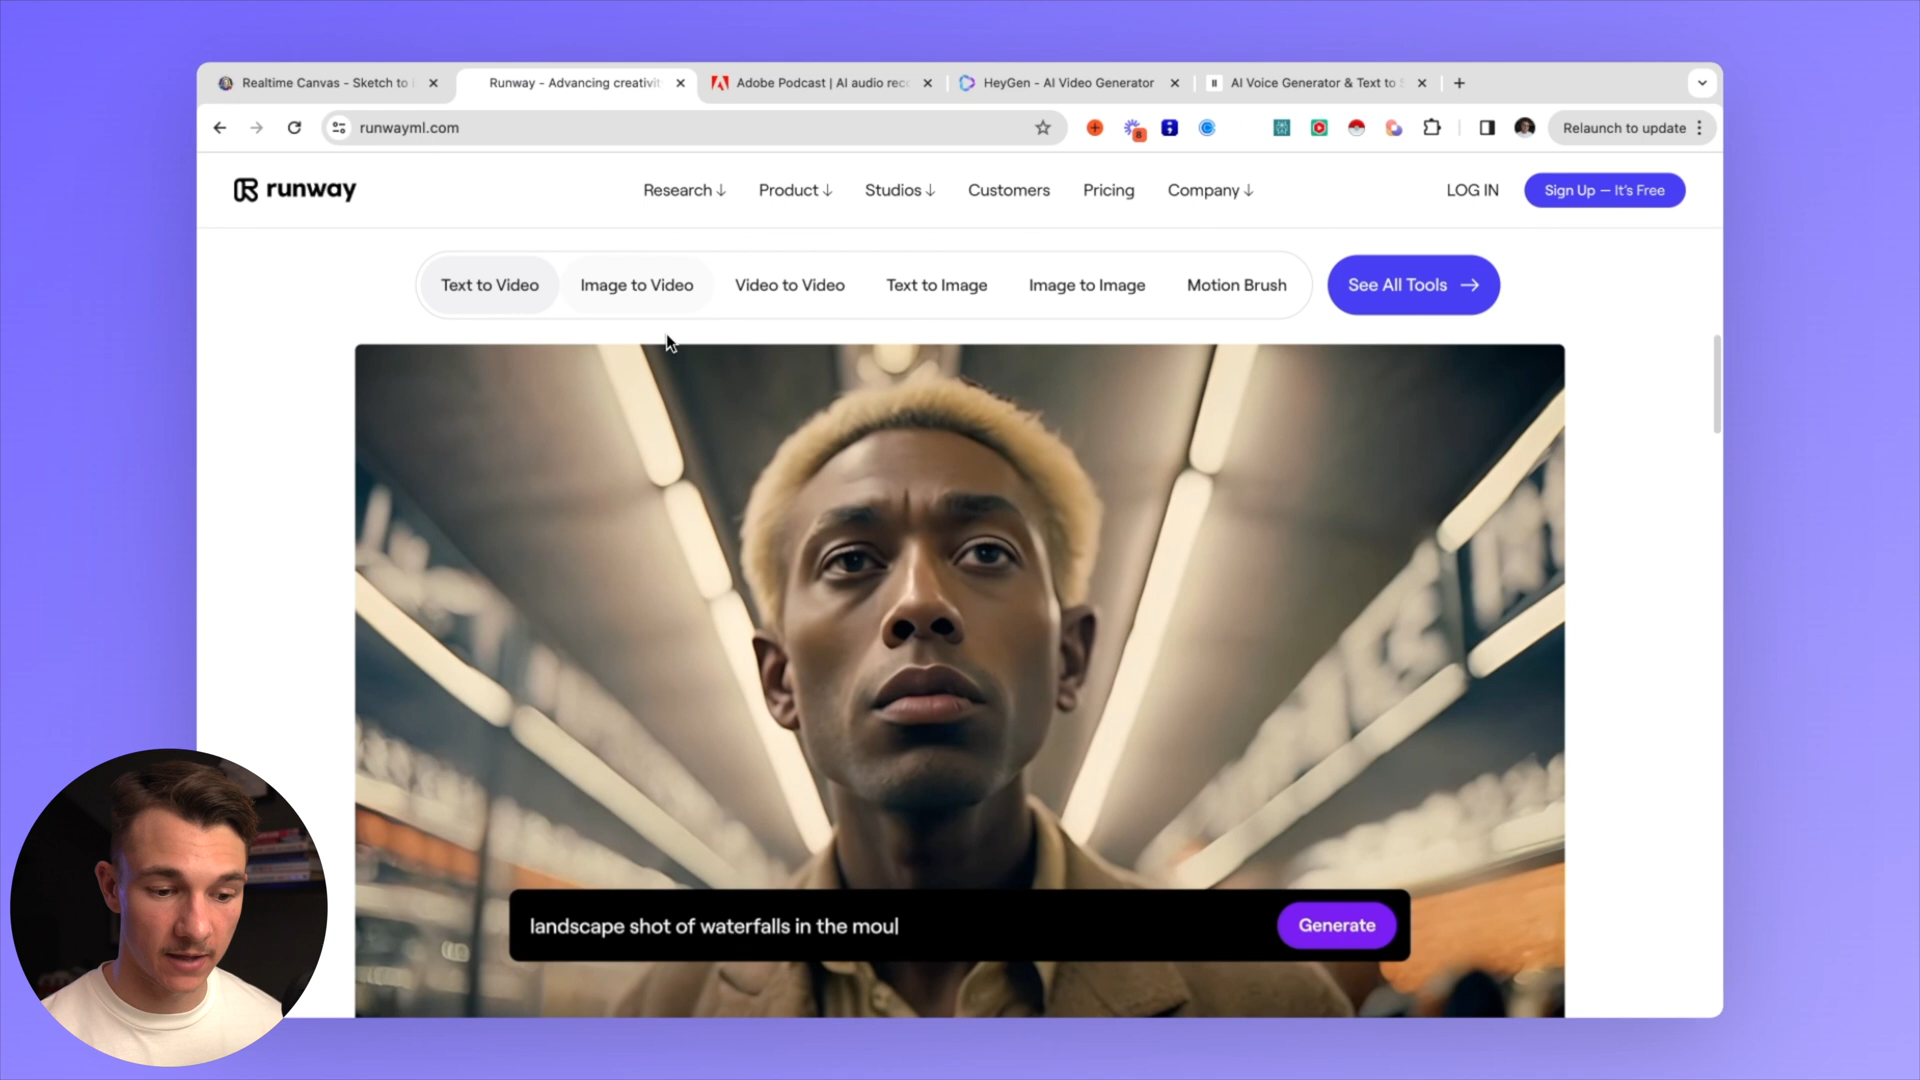 Realtime Canvas - Sketch to
Runway - Advancing creativit
Adobe Podcast | AI audio rec
HeyGen - AI Video Generator
AI Voice Generator & Text to
runwayml.com
8
Relaunch to update
runway
Research
Product
Studios
Customers
Pricing
Company
LOG IN
Sign Up — It's Free
Text to Video
Image to Video
Video to Video
Text to Image
Image to Image
Motion Brush
See All Tools
landscape shot of waterfalls in the mou
Generate